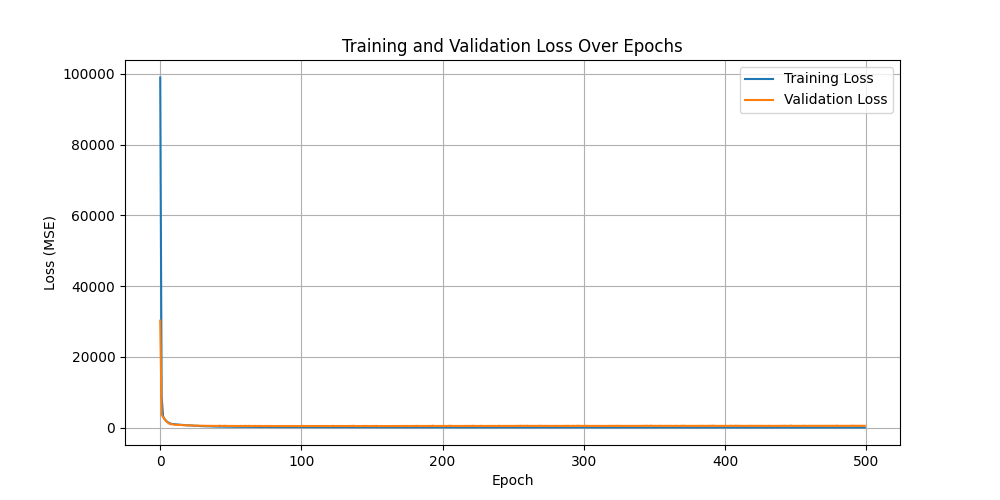 Training and Validation Loss Over Epochs
100000
80000
60000
40000
20000
0
Loss (MSE)
Training Loss
Validation Loss
0 100 200 300 400 500
Epoch